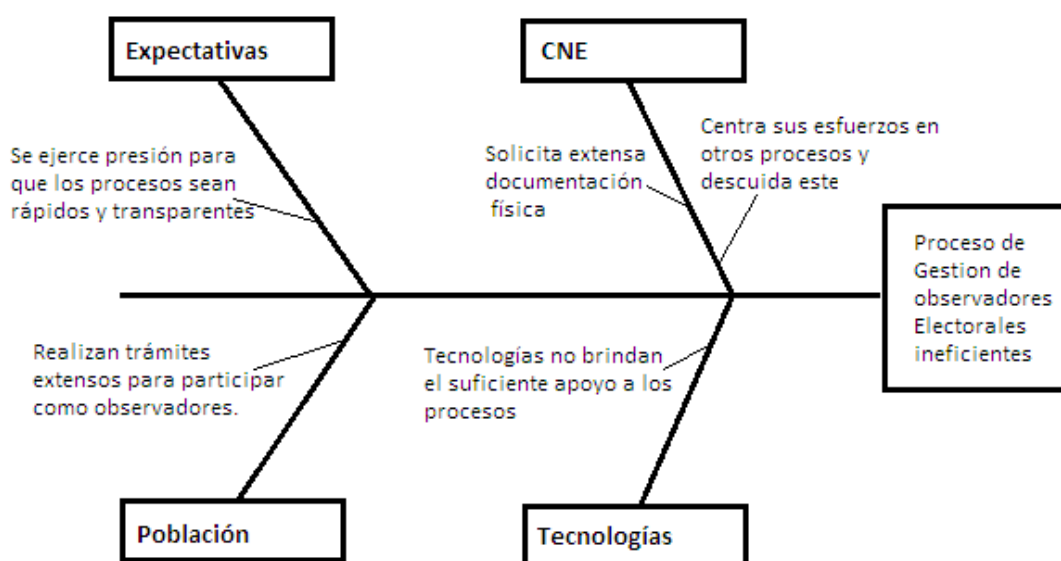 Expectativas
CNE
Se ejerce presión para
que los procesos sean
rápidos y transparentes
Solicita extensa
documentación
física
Centra sus esfuerzos en
otros procesos y
descuida este
Proceso de
Gestion de
observadores
Electorales
ineficientes
Realizan trámites
extensos para participar
como observadores.
Tecnologías no brindan
el suficiente apoyo a los
procesos
Población
Tecnologías